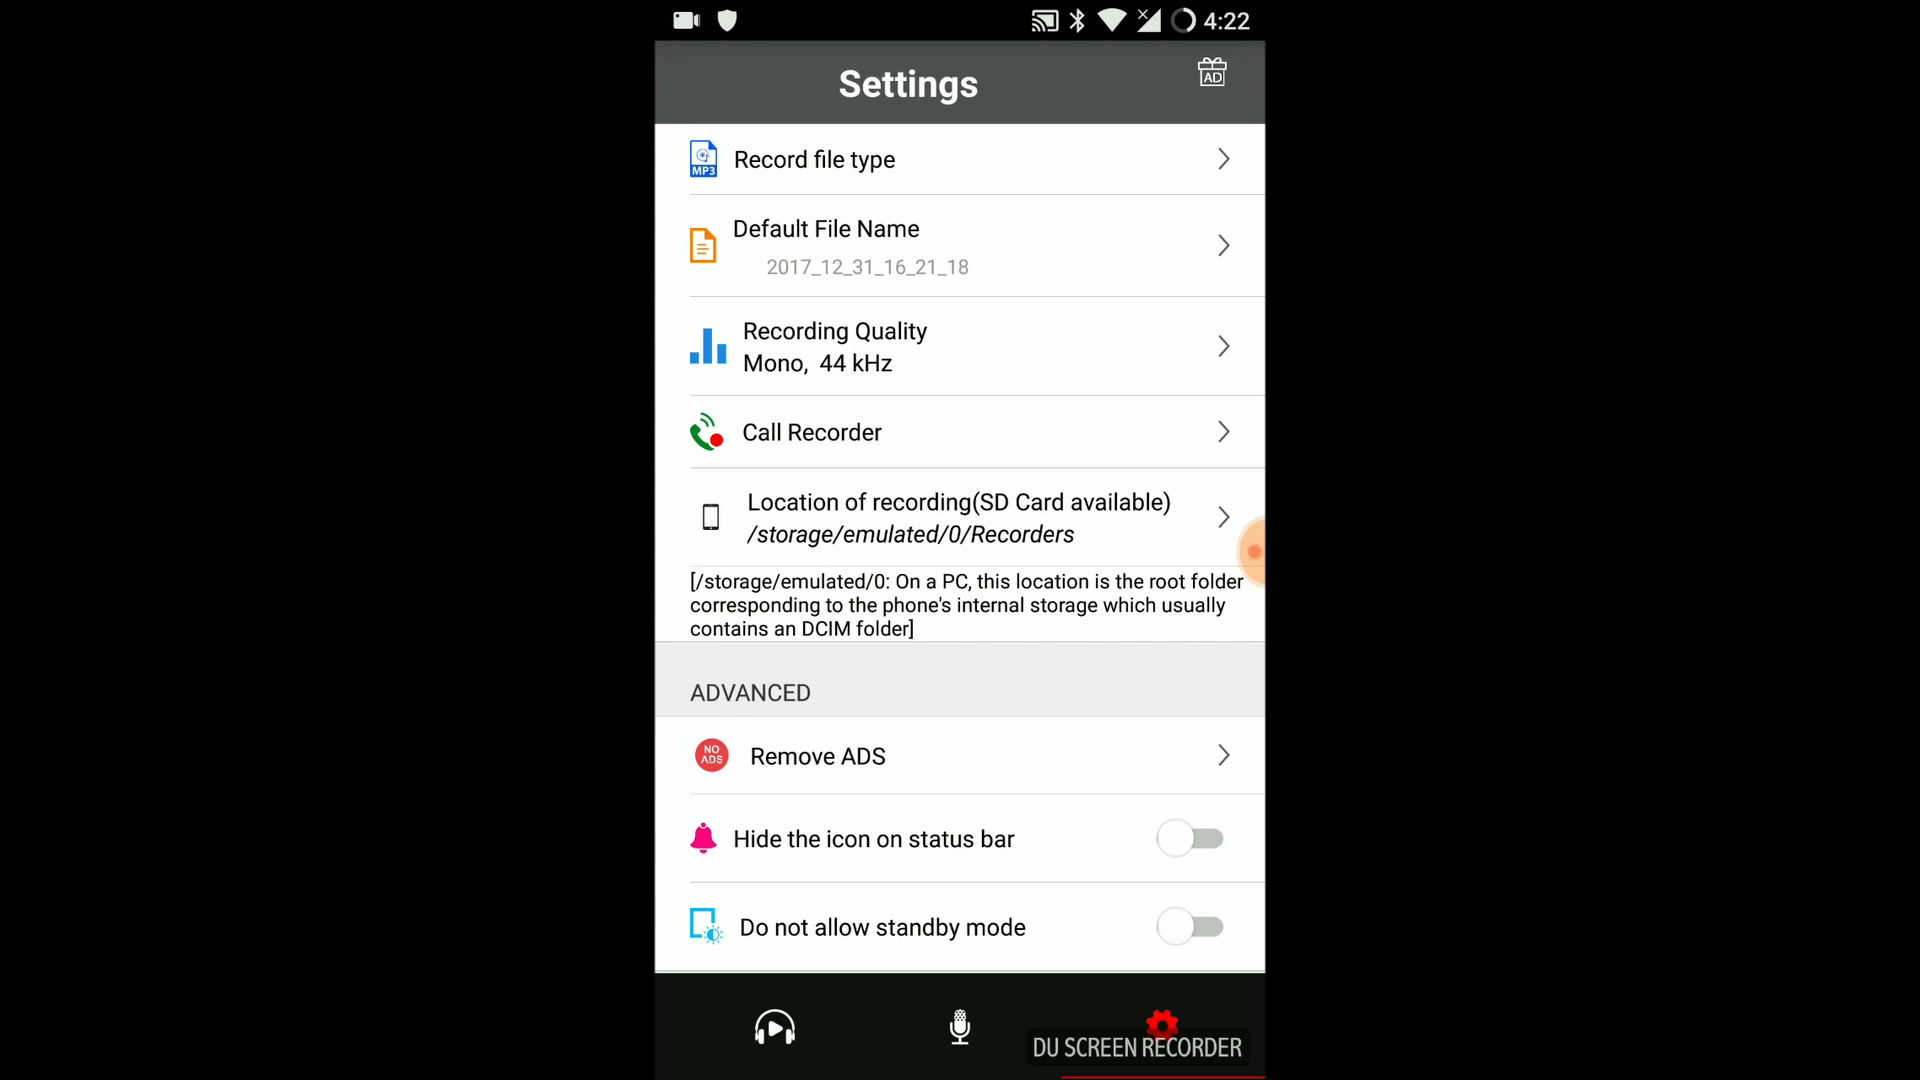 4:22
Settings
AD
MP3
Record file type
Default File Name
2017_12_31_16_21_18
Recording Quality
Mono, 44 kHz
Call Recorder
Location of recording(SD Card available)
/storage/emulated/0/Recorders
[/storage/emulated/0: On a PC, this location is the root folder
corresponding to the phone's internal storage which usually
contains an DCIM folder]
ADVANCED
NO
ADS
Remove ADS
Hide the icon on status bar
Do not allow standby mode
DU SCREEN RECORDER